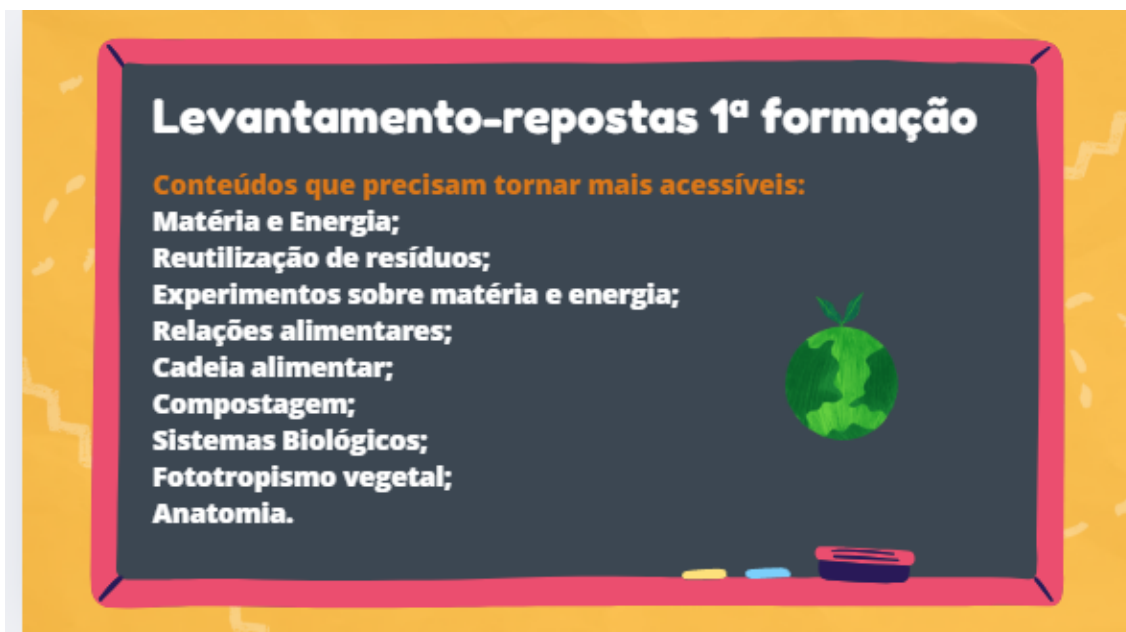 Levantamento-repostas 1ª formação
Conteúdos que precisam tornar mais acessíveis:
Matéria e Energia;
Reutilização de resíduos;
Experimentos sobre matéria e energia;
Relações alimentares;
Cadeia alimentar;
Compostagem;
Sistemas Biológicos;
Fototropismo vegetal;
Anatomia.